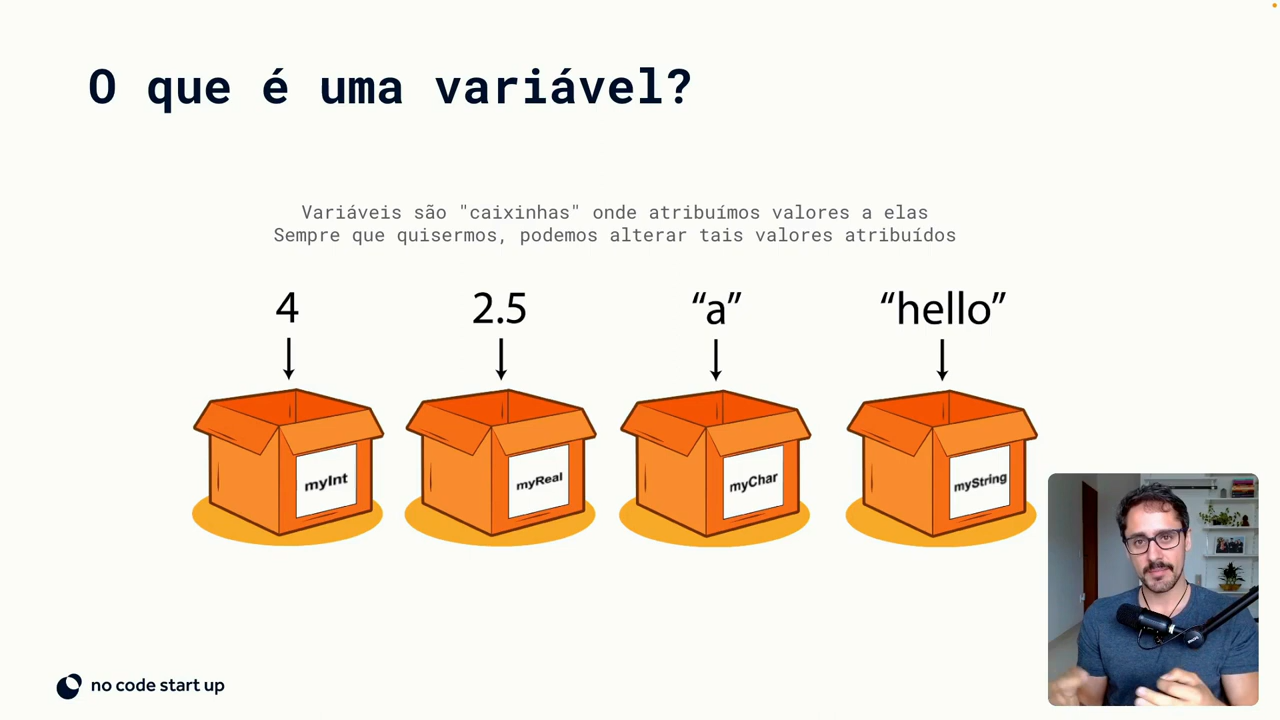 O que é uma variável?
Variáveis são "caixinhas" onde atribuímos valores a elas
Sempre que quisermos, podemos alterar tais valores atribuídos
4 2.5 “a” “hello”
myInt myReal myChar myString
no code start up